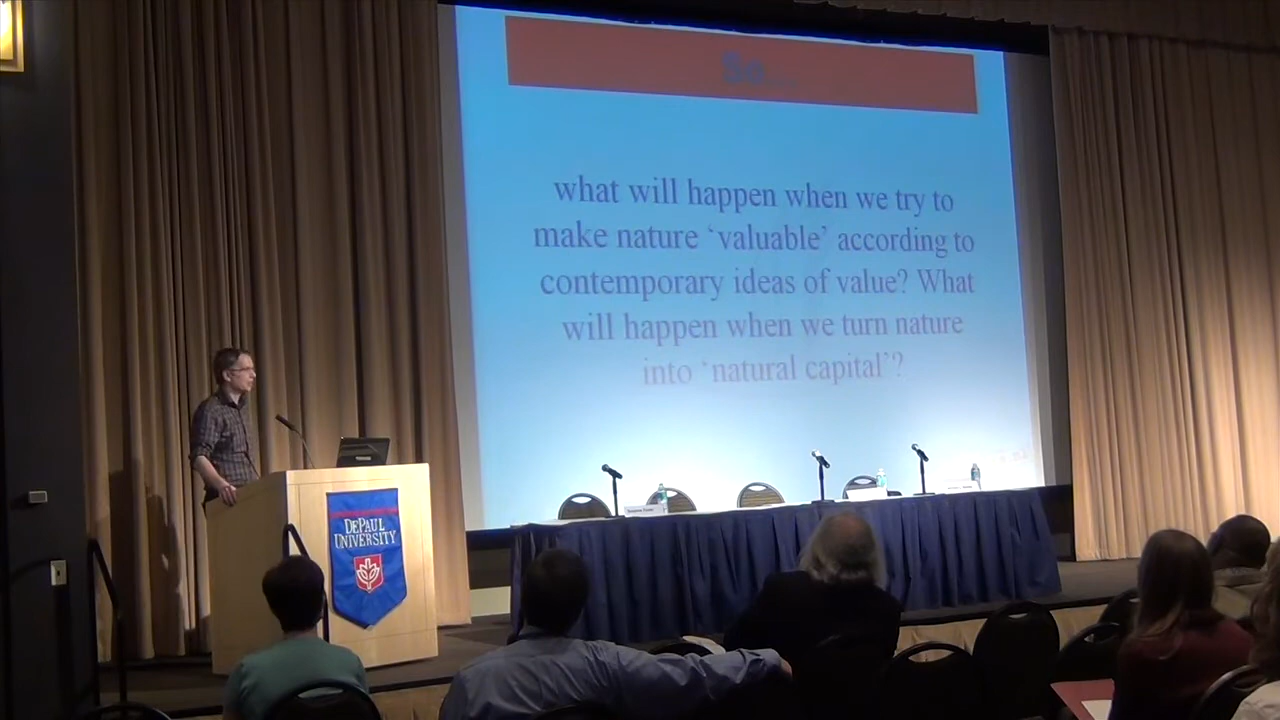 So...
what will happen when we try to
make nature ‘valuable’ according to
contemporary ideas of value? What
will happen when we turn nature
into ‘natural capital’?
DEPAUL
UNIVERSITY